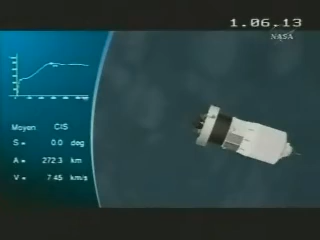 1.06.13
NASA
Moyen: CIS
S = 0.0 deg
A = 272.3 km
V = 7.45 km/s